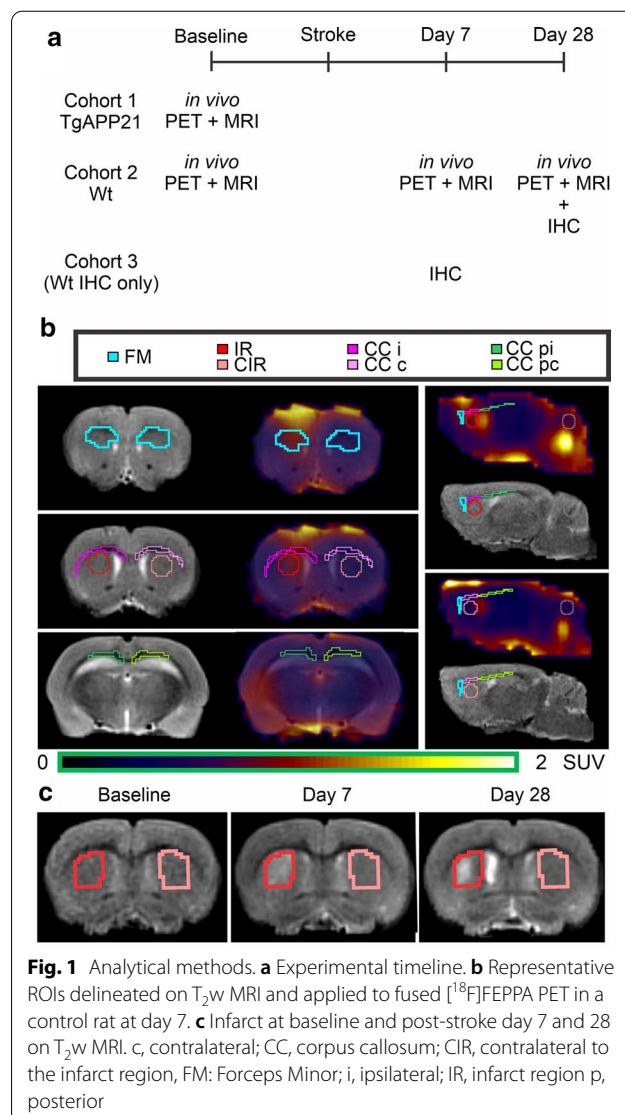 a
Baseline Stroke Day 7 Day 28
Cohort 1 in vivo
TgAPP21 PET + MRI
Cohort 2 in vivo in vivo in vivo
Wt PET + MRI PET + MRI PET + MRI
+
IHC
Cohort 3
(Wt IHC only) IHC
b
FM IR CC i CC pi
CIR CC c CC pc
0 2 SUV
c
Baseline Day 7 Day 28
Fig. 1 Analytical methods. a Experimental timeline. b Representative
ROIs delineated on T₂w MRI and applied to fused [¹⁸F]FEPPA PET in a
control rat at day 7. c Infarct at baseline and post-stroke day 7 and 28
on T₂w MRI. c, contralateral; CC, corpus callosum; CIR, contralateral to
the infarct region, FM: Forceps Minor; i, ipsilateral; IR, infarct region p,
posterior